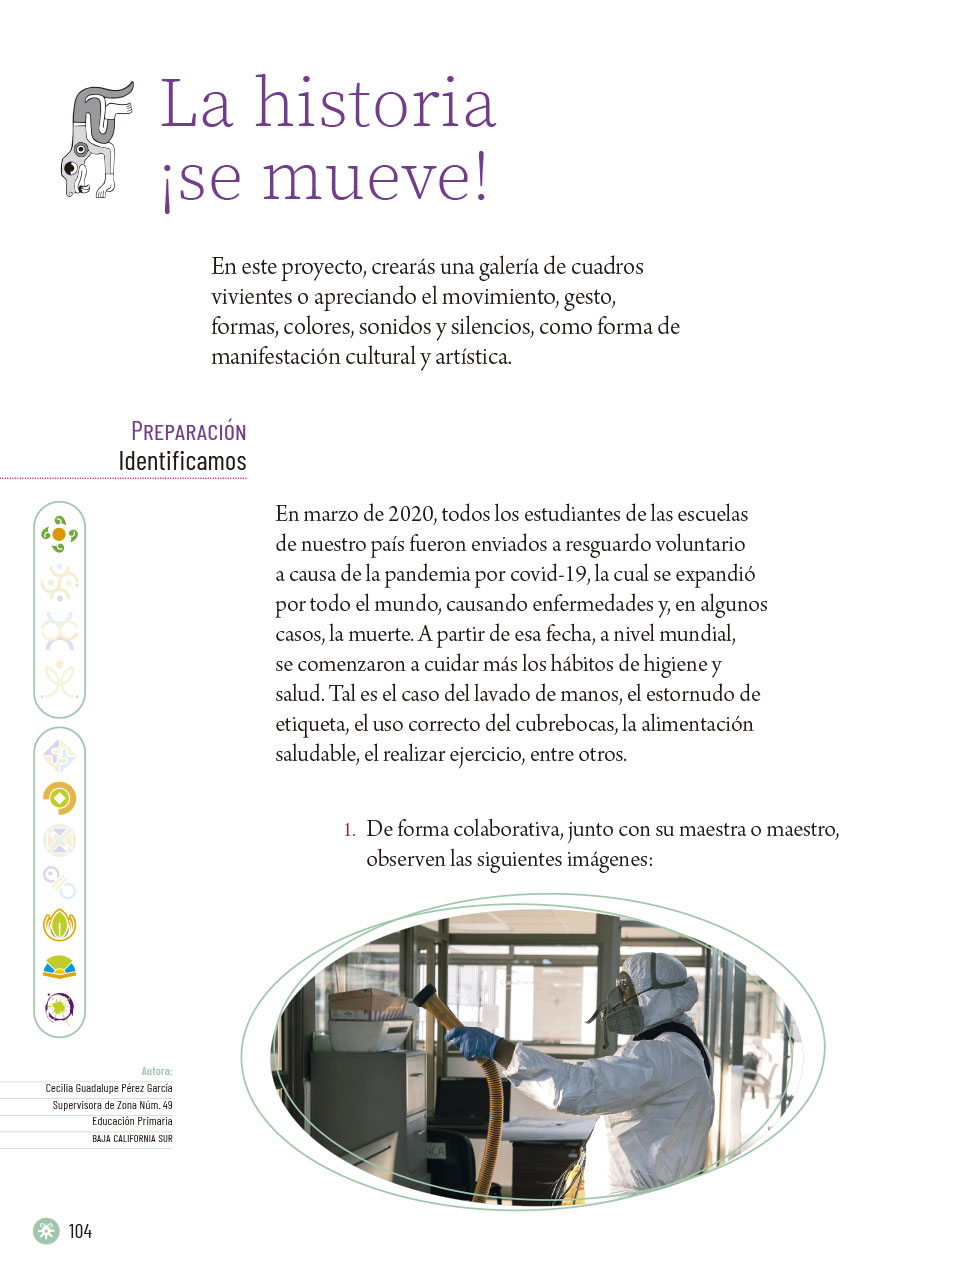 La historia
¡se mueve!
En este proyecto, crearás una galería de cuadros
vivientes o apreciando el movimiento, gesto,
formas, colores, sonidos y silencios, como forma de
manifestación cultural y artística.
PREPARACIÓN
Identificamos
En marzo de 2020, todos los estudiantes de las escuelas
de nuestro país fueron enviados a resguardo voluntario
a causa de la pandemia por covid-19, la cual se expandió
por todo el mundo, causando enfermedades y, en algunos
casos, la muerte. A partir de esa fecha, a nivel mundial,
se comenzaron a cuidar más los hábitos de higiene y
salud. Tal es el caso del lavado de manos, el estornudo de
etiqueta, el uso correcto del cubrebocas, la alimentación
saludable, el realizar ejercicio, entre otros.
1. De forma colaborativa, junto con su maestra o maestro,
observen las siguientes imágenes:
Autora:
Cecilia Guadalupe Pérez García
Supervisora de Zona Núm. 49
Educación Primaria
BAJA CALIFORNIA SUR
104